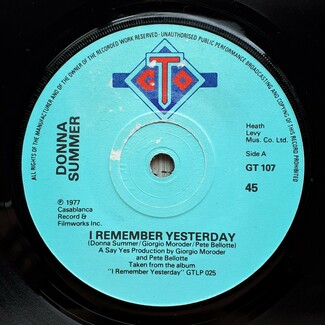 ALL RIGHTS OF THE MANUFACTURER AND OF THE OWNER OF THE RECORDED WORK RESERVED - UNAUTHORISED PUBLIC PERFORMANCE BROADCASTING AND COPYING OF THIS RECORD PROHIBITED
GTO
DONNA
SUMMER
Heath
Levy
Mus. Co. Ltd.
Side A
GT 107
45
℗ 1977
Casablanca
Record &
Filmworks Inc.
I REMEMBER YESTERDAY
(Donna Summer/Giorgio Moroder/Pete Bellotte)
A Say Yes Production by Giorgio Moroder
and Pete Bellotte
Taken from the album
"I Remember Yesterday" GTLP 025